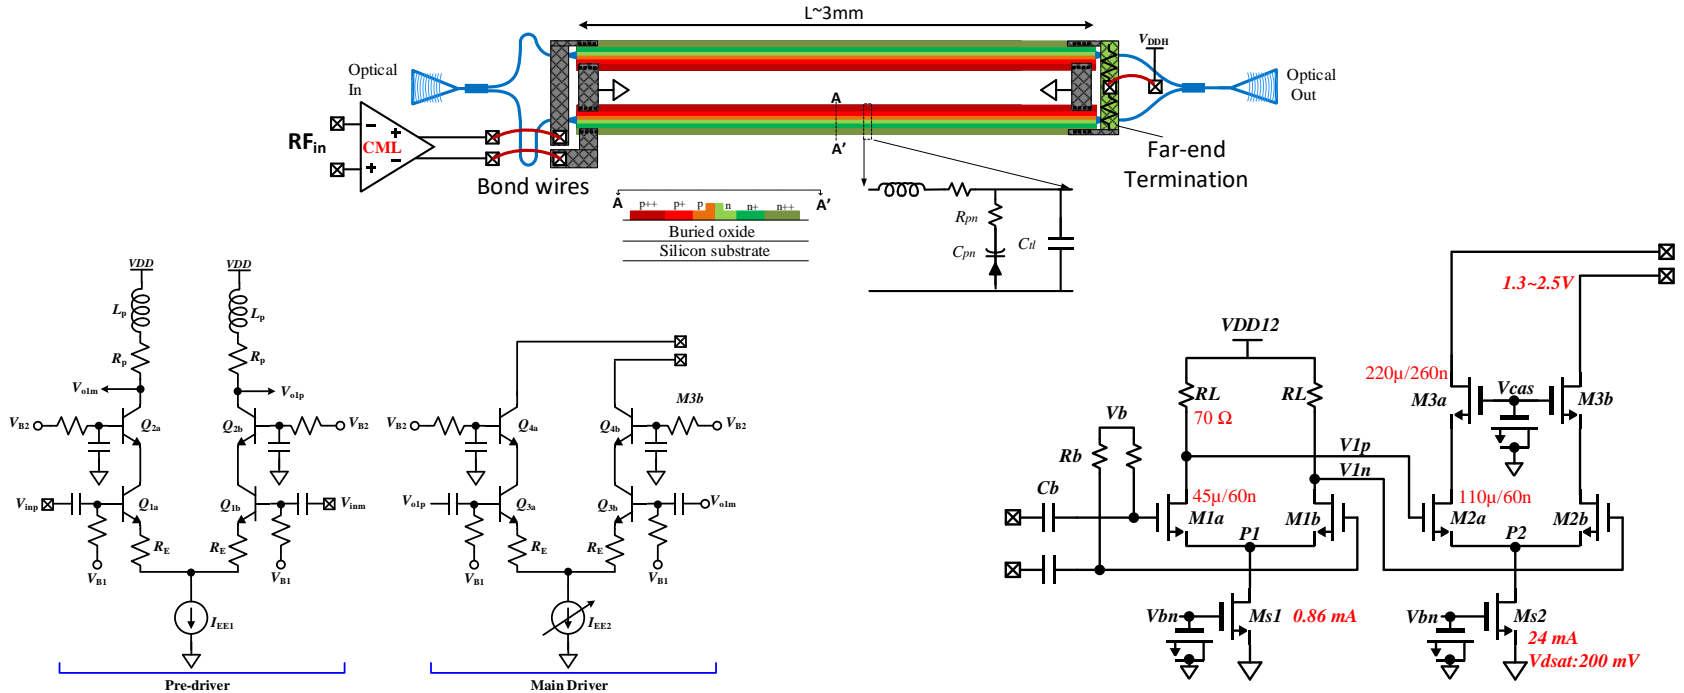 L~3mm
V_DDH
Optical
In
Optical
Out
RFin
CML
A
A'
Bond wires
Far-end
Termination
A
A'
p++ p+ p n n+ n++
Buried oxide
Silicon substrate
Rpn
Cpn
Ctl
VDD
VDD
Lp
Lp
Rp
Rp
Vo1m
Vo1p
VB2
Q2a
Q2b
VB2
Vinp
Q1a
Q1b
Vinm
RE
RE
VB1
VB1
IEE1
Pre-driver
M3b
VB2
Q4a
Q4b
VB2
Vo1p
Q3a
Q3b
Vo1m
RE
RE
VB1
VB1
IEE2
Main Driver
1.3~2.5V
VDD12
RL
70 Ω
RL
220µ/260n
M3a
Vcas
M3b
Vb
Rb
V1p
V1n
Cb
45µ/60n
M1a
M1b
P1
110µ/60n
M2a
M2b
P2
Vbn
Ms1
0.86 mA
Vbn
Ms2
24 mA
Vdsat:200 mV